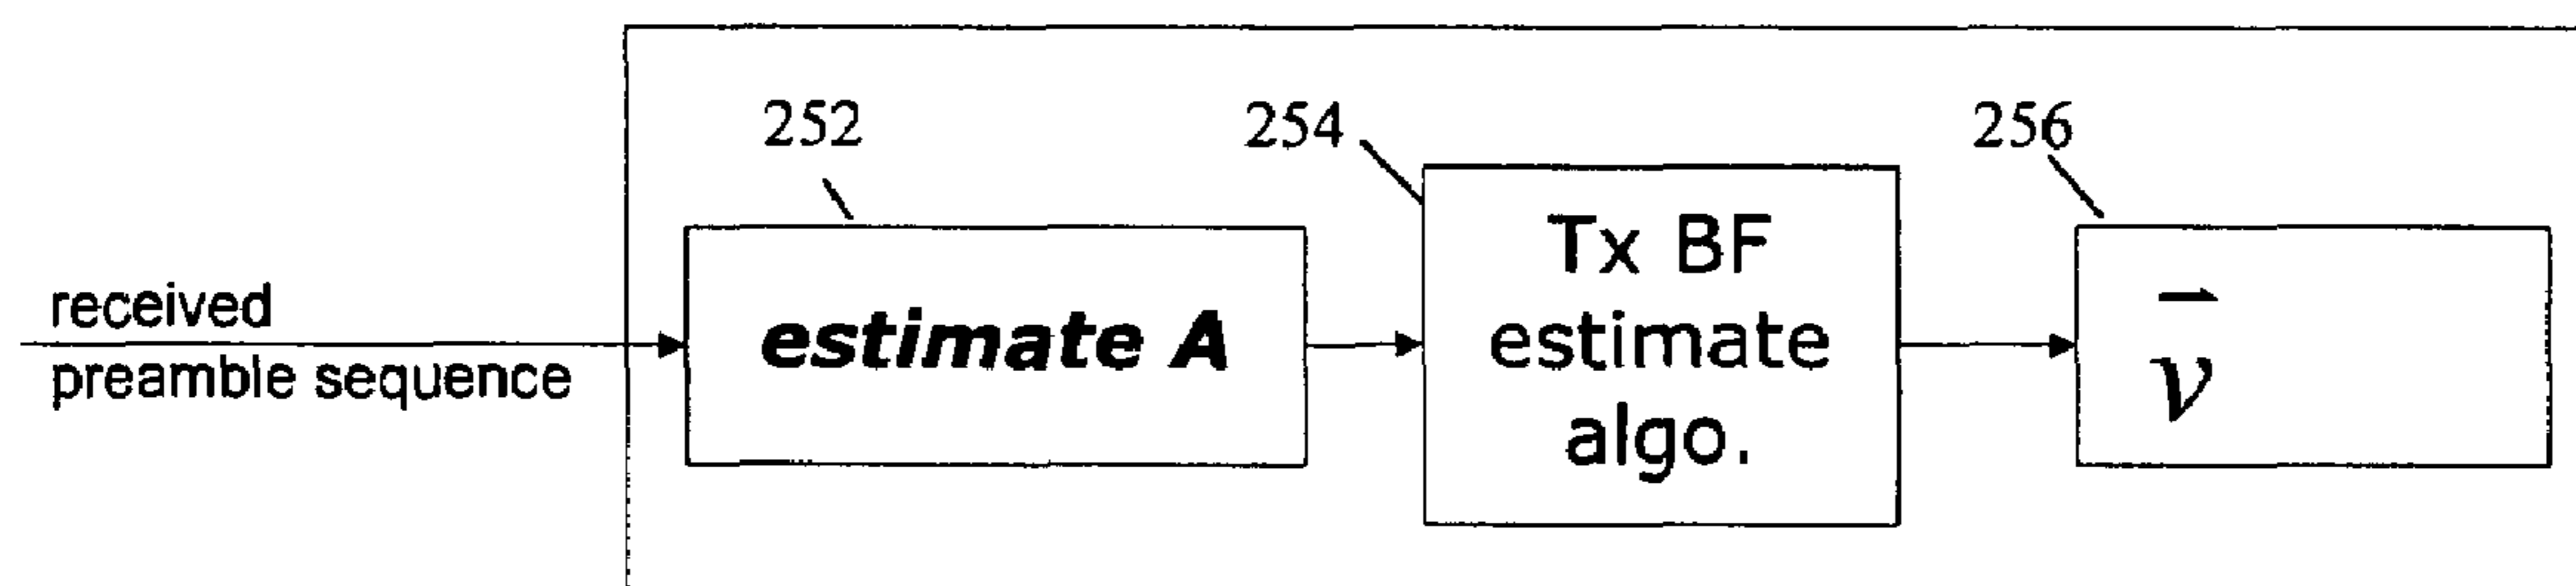 252
254
256
received
preamble sequence
estimate A
Tx BF
estimate
algo.
v⃗